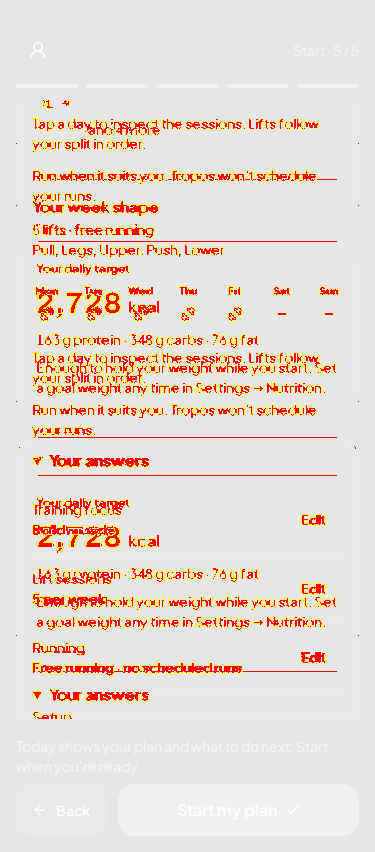 Start · 5 / 5
Tap a day to inspect the sessions. Lifts follow
and 4 more
your split in order.
Run when it suits you. Tropos won't schedule
your runs.
Your week shape
5 lifts · free running
Pull, Legs, Upper, Push, Lower
Your daily target
Mon Tue Wed Thu Fri Sat Sun
2,728 kcal
163 g protein · 348 g carbs · 76 g fat
Tap a day to inspect the sessions. Lifts follow
Enough to hold your weight while you start. Set
your split in order.
a goal weight any time in Settings → Nutrition.
Run when it suits you. Tropos won't schedule
your runs.
▼ Your answers
Your daily target
Training focus
Edit
Build muscle
2,728 kcal
163 g protein · 348 g carbs · 76 g fat
Lift sessions
Edit
5 per week
Enough to hold your weight while you start. Set
a goal weight any time in Settings → Nutrition.
Running
Edit
Free running · no scheduled runs
▼ Your answers
Setup
Today shows your plan and what to do next. Start
when you're ready.
← Back
Start my plan ✓